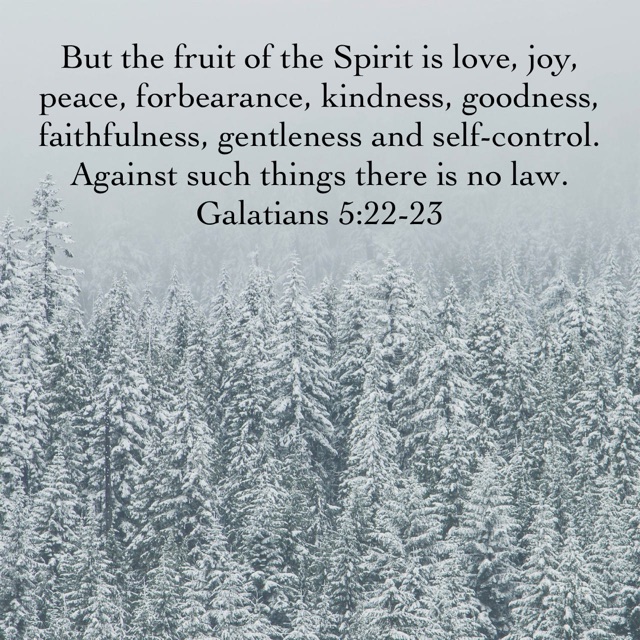 But the fruit of the Spirit is love, joy,
peace, forbearance, kindness, goodness,
faithfulness, gentleness and self-control.
Against such things there is no law.
Galatians 5:22-23